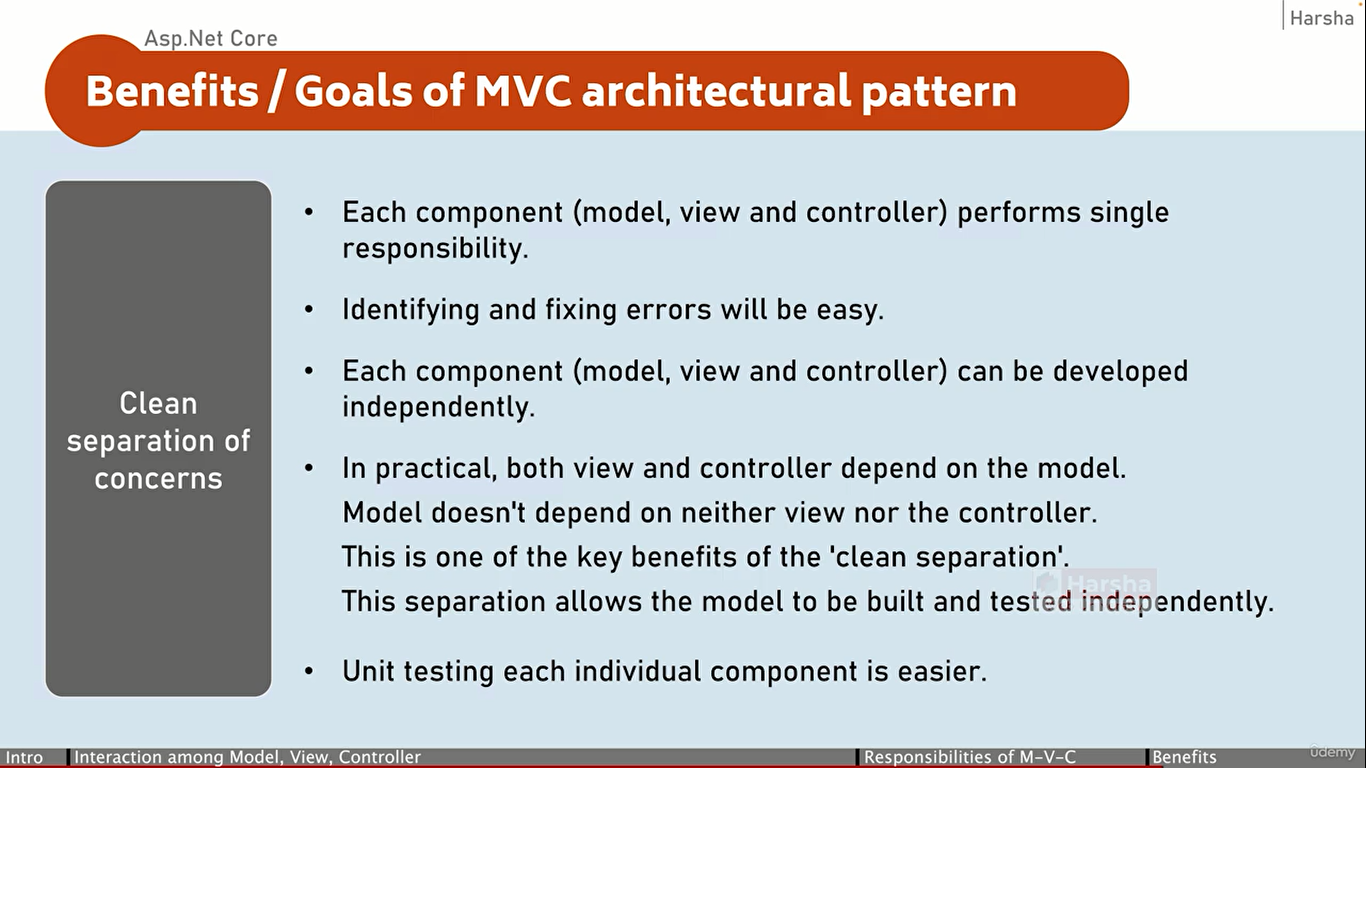 Harsha
Asp.Net Core
Benefits / Goals of MVC architectural pattern
Clean
separation of
concerns
• Each component (model, view and controller) performs single
responsibility.
• Identifying and fixing errors will be easy.
• Each component (model, view and controller) can be developed
independently.
• In practical, both view and controller depend on the model.
Model doesn't depend on neither view nor the controller.
This is one of the key benefits of the 'clean separation'.
Harsha
This separation allows the model to be built and tested independently.
• Unit testing each individual component is easier.
Intro Interaction among Model, View, Controller Responsibilities of M-V-C Benefits
ûdemy